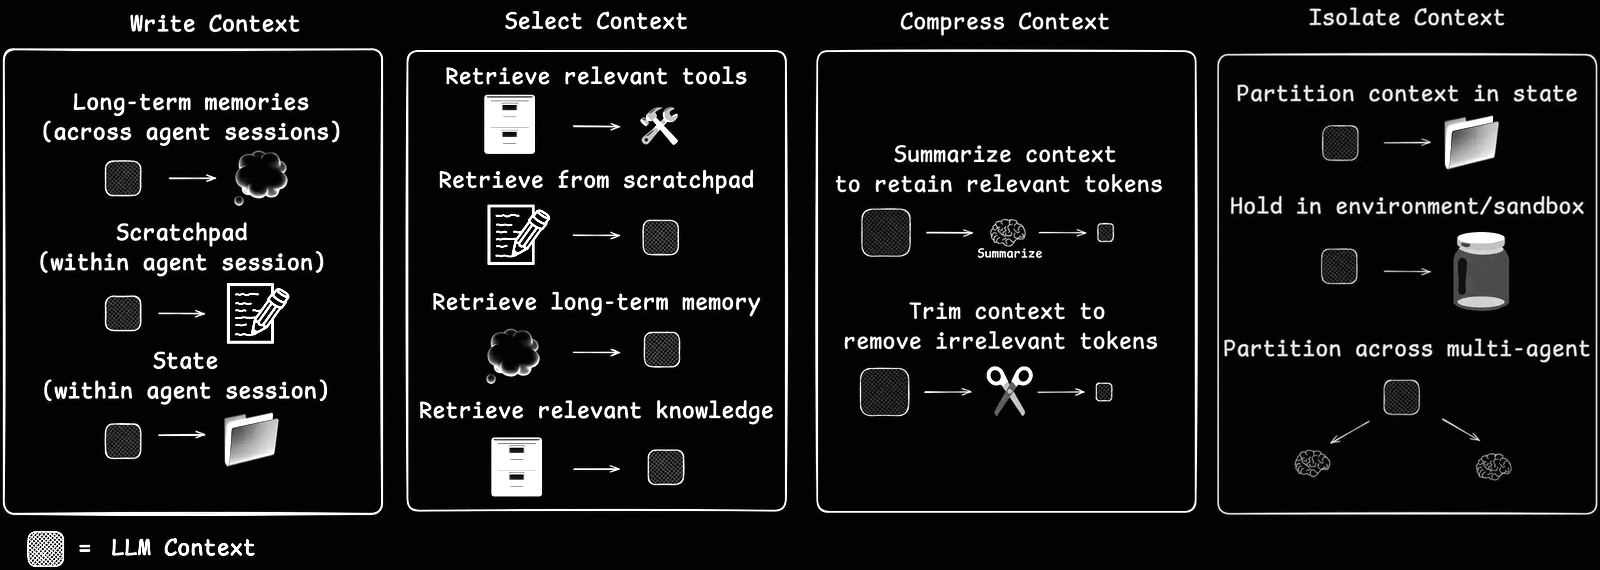 Write Context
Long-term memories
(across agent sessions)
Scratchpad
(within agent session)
State
(within agent session)
Select Context
Retrieve relevant tools
Retrieve from scratchpad
Retrieve long-term memory
Retrieve relevant knowledge
Compress Context
Summarize context
to retain relevant tokens
Summarize
Trim context to
remove irrelevant tokens
Isolate Context
Partition context in state
Hold in environment/sandbox
Partition across multi-agent
= LLM Context